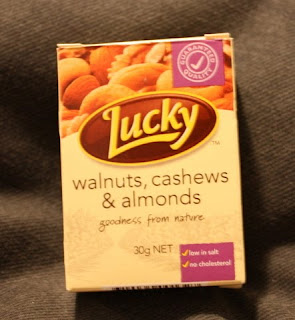 GUARANTEED
QUALITY
Lucky
TM
walnuts, cashews
& almonds
goodness from nature
30g NET
low in salt
no cholesterol